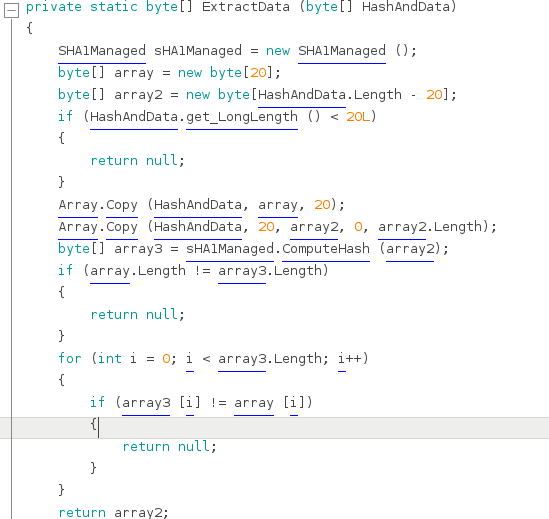 private static byte[] ExtractData (byte[] HashAndData)
{
SHA1Managed sHA1Managed = new SHA1Managed ();
byte[] array = new byte[20];
byte[] array2 = new byte[HashAndData.Length - 20];
if (HashAndData.get_LongLength () < 20L)
{
return null;
}
Array.Copy (HashAndData, array, 20);
Array.Copy (HashAndData, 20, array2, 0, array2.Length);
byte[] array3 = sHA1Managed.ComputeHash (array2);
if (array.Length != array3.Length)
{
return null;
}
for (int i = 0; i < array3.Length; i++)
{
if (array3 [i] != array [i])
{
return null;
}
}
return array2;